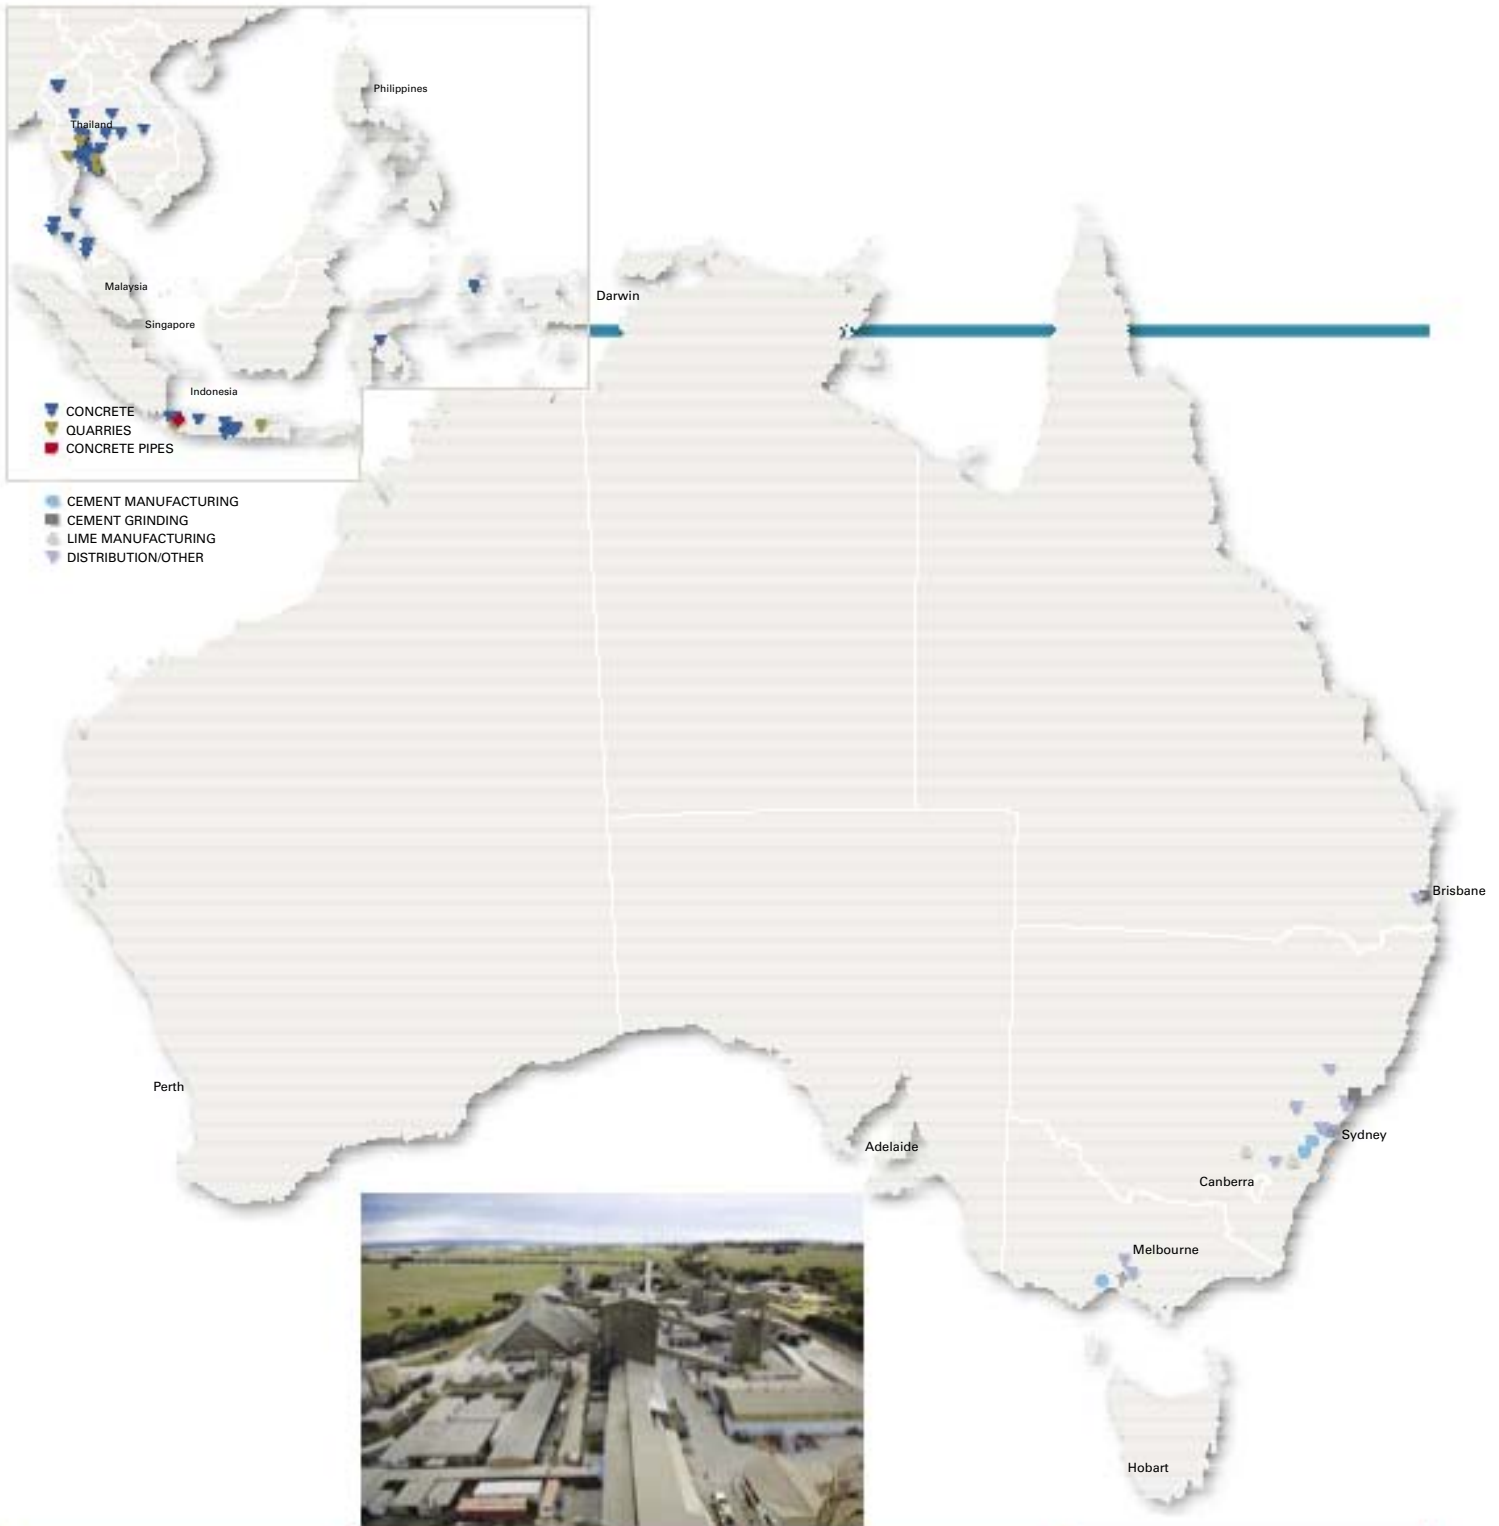 Philippines
Thailand
Malaysia
Singapore
Indonesia
CONCRETE
QUARRIES
CONCRETE PIPES
CEMENT MANUFACTURING
CEMENT GRINDING
LIME MANUFACTURING
DISTRIBUTION/OTHER
Darwin
Brisbane
Perth
Adelaide
Sydney
Canberra
Melbourne
Hobart